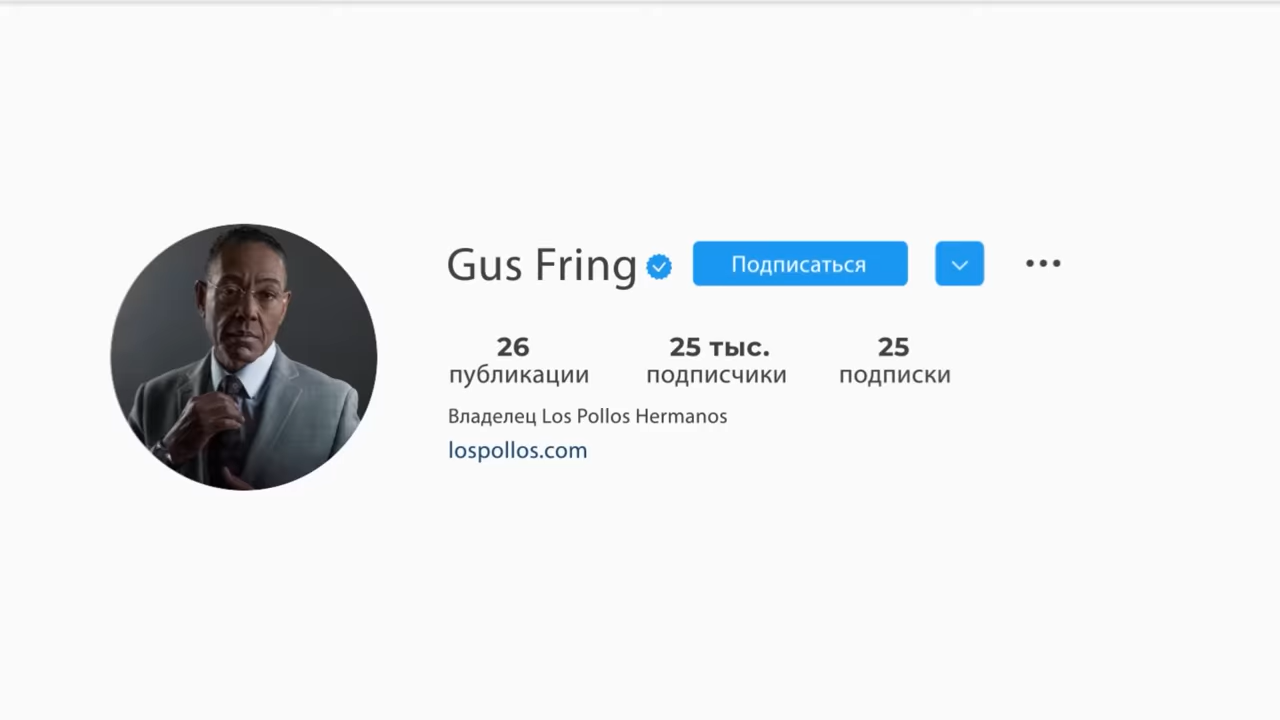 Gus Fring Подписаться
26 25 тыс. 25
публикации подписчики подписки
Владелец Los Pollos Hermanos
lospollos.com